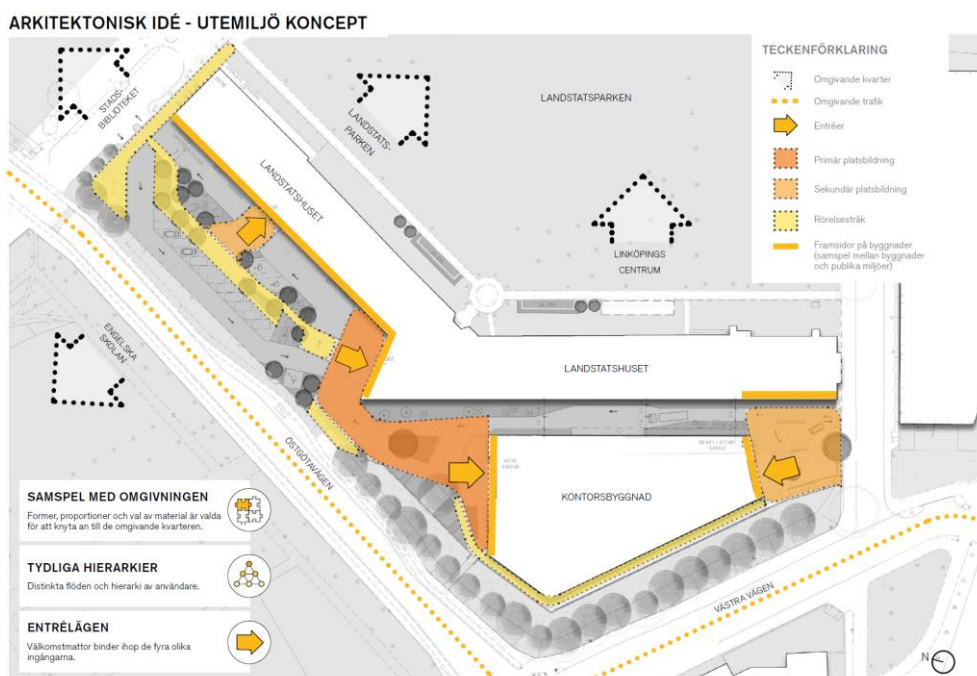 ARKITEKTONISK IDÉ - UTEMILJÖ KONCEPT
TECKENFÖRKLARING
Omgivande kvarter
Omgivande trafik
Entréer
Primär platsbildning
Sekundär platsbildning
Rörelsestråk
Framsidor på byggnader
(samspel mellan byggnader
och publika miljöer)
STADS-
BIBLIOTEKET
LANDSTATS-
PARKEN
LANDSTATSPARKEN
LANDSTATSHUSET
LINKÖPINGS
CENTRUM
ENGELSKA
SKOLAN
LANDSTATSHUSET
ÖSTGÖTAVÄGEN
KONTORSBYGGNAD
VÄSTRA VÄGEN
SAMSPEL MED OMGIVNINGEN
Former, proportioner och val av material är valda
för att knyta an till de omgivande kvarteren.
TYDLIGA HIERARKIER
Distinkta flöden och hierarki av användare.
ENTRÉLÄGEN
Välkomstmattor binder ihop de fyra olika
ingångarna.
N